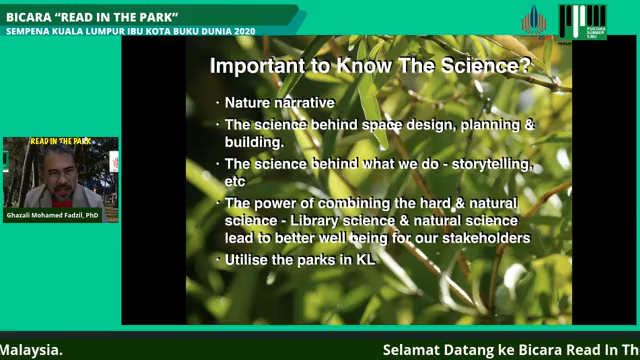 BICARA "READ IN THE PARK"
SEMPENA KUALA LUMPUR IBU KOTA BUKU DUNIA 2020
PUSTAKA
SUMBER
ILMU
Important to Know The Science?
· Nature narrative
· The science behind space design, planning &
building.
· The science behind what we do - storytelling,
etc
· The power of combining the hard & natural
science - Library science & natural science
lead to better well being for our stakeholders
· Utilise the parks in KL
READ IN THE PARK
Ghazali Mohamed Fadzil, PhD
Malaysia.
Selamat Datang ke Bicara Read In Th